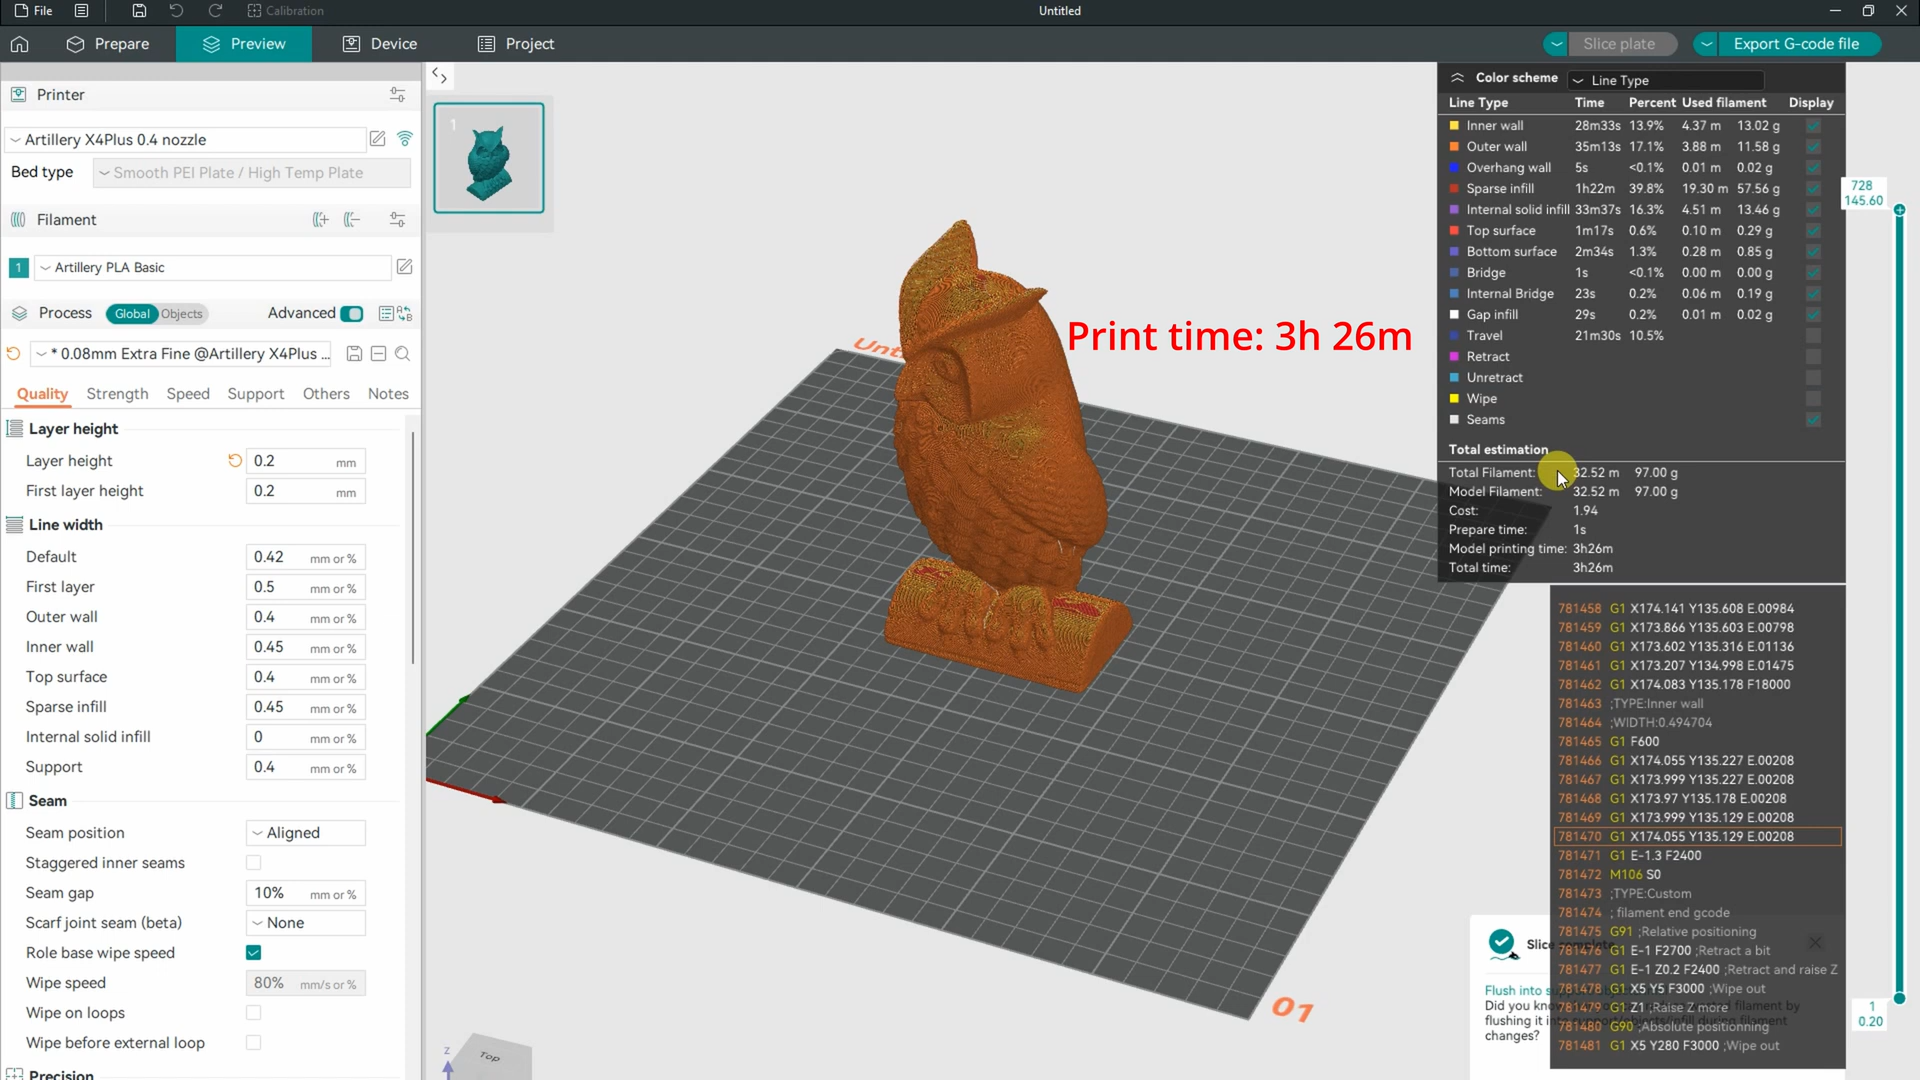 File
Calibration
Untitled
Prepare
Preview
Device
Project
Slice plate
Export G-code file
Printer
Artillery X4Plus 0.4 nozzle
Bed type
Smooth PEI Plate / High Temp Plate
Filament
1
Artillery PLA Basic
Process
Global
Objects
Advanced
* 0.08mm Extra Fine @Artillery X4Plus ...
Quality
Strength
Speed
Support
Others
Notes
Layer height
Layer height 0.2 mm
First layer height 0.2 mm
Line width
Default 0.42 mm or %
First layer 0.5 mm or %
Outer wall 0.4 mm or %
Inner wall 0.45 mm or %
Top surface 0.4 mm or %
Sparse infill 0.45 mm or %
Internal solid infill 0 mm or %
Support 0.4 mm or %
Seam
Seam position Aligned
Staggered inner seams
Seam gap 10% mm or %
Scarf joint seam (beta) None
Role base wipe speed
Wipe speed 80% mm/s or %
Wipe on loops
Wipe before external loop
Precision
1
Print time: 3h 26m
01
Z
Top
Color scheme Line Type
Line Type Time Percent Used filament Display
Inner wall 28m33s 13.9% 4.37 m 13.02 g
Outer wall 35m13s 17.1% 3.88 m 11.58 g
Overhang wall 5s <0.1% 0.01 m 0.02 g
Sparse infill 1h22m 39.8% 19.30 m 57.56 g
Internal solid infill 33m37s 16.3% 4.51 m 13.46 g
Top surface 1m17s 0.6% 0.10 m 0.29 g
Bottom surface 2m34s 1.3% 0.28 m 0.85 g
Bridge 1s <0.1% 0.00 m 0.00 g
Internal Bridge 23s 0.2% 0.06 m 0.19 g
Gap infill 29s 0.2% 0.01 m 0.02 g
Travel 21m30s 10.5%
Retract
Unretract
Wipe
Seams
Total estimation
Total Filament: 32.52 m 97.00 g
Model Filament: 32.52 m 97.00 g
Cost: 1.94
Prepare time: 1s
Model printing time: 3h26m
Total time: 3h26m
728
145.60
781458 G1 X174.141 Y135.608 E.00984
781459 G1 X173.866 Y135.603 E.00798
781460 G1 X173.602 Y135.316 E.01136
781461 G1 X173.207 Y134.998 E.01475
781462 G1 X174.083 Y135.178 F18000
781463 ;TYPE:Inner wall
781464 ;WIDTH:0.494704
781465 G1 F600
781466 G1 X174.055 Y135.227 E.00208
781467 G1 X173.999 Y135.227 E.00208
781468 G1 X173.97 Y135.178 E.00208
781469 G1 X173.999 Y135.129 E.00208
781470 G1 X174.055 Y135.129 E.00208
781471 G1 E-1.3 F2400
781472 M106 S0
781473 ;TYPE:Custom
781474 ; filament end gcode
781475 G91 ;Relative positioning
781476 G1 E-1 F2700 ;Retract a bit
781477 G1 E-1 Z0.2 F2400 ;Retract and raise Z
781478 G1 X5 Y5 F3000 ;Wipe out
781479 G1 Z1 ;Raise Z more
781480 G90 ;Absolute positionning
781481 G1 X5 Y280 F3000 ;Wipe out
Flush into
Did you
filament by
flushing it during filament
changes?
1
0.20